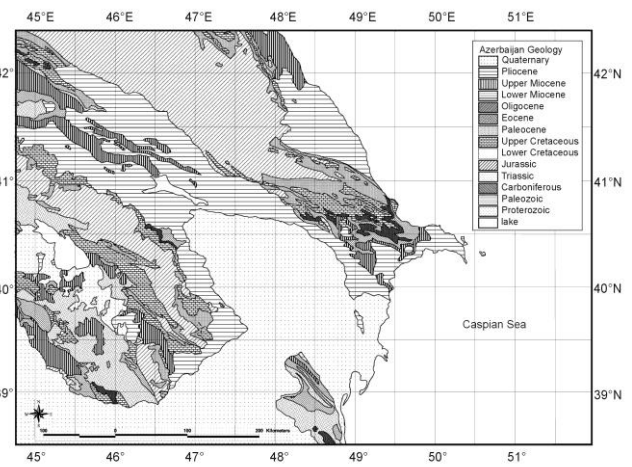 45°E 46°E 47°E 48°E 49°E 50°E 51°E
42°N
41°N
40°N
39°N
Azerbaijan Geology
Quaternary
Pliocene
Upper Miocene
Lower Miocene
Oligocene
Eocene
Paleocene
Upper Cretaceous
Lower Cretaceous
Jurassic
Triassic
Carboniferous
Paleozoic
Proterozoic
lake
Caspian Sea
100 0 100 200 Kilometers
45°E 46°E 47°E 48°E 49°E 50°E 51°E